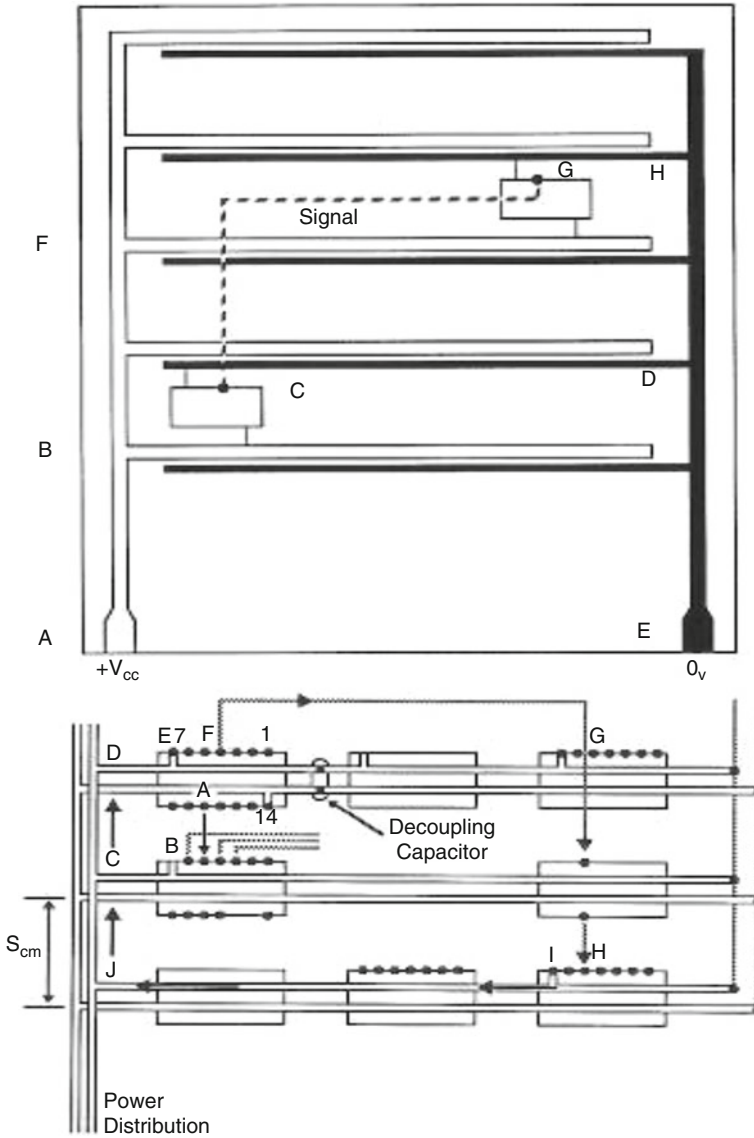 G
H
Signal
F
C
D
B
A
E
+Vcc
0v
E7
F
1
G
D
A
14
Decoupling
Capacitor
B
C
Scm
J
I
H
Power
Distribution